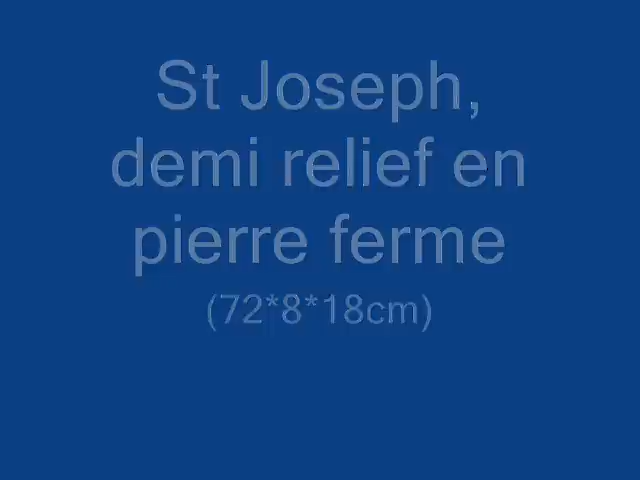 St Joseph,
demi relief en
pierre ferme
(72*8*18cm)